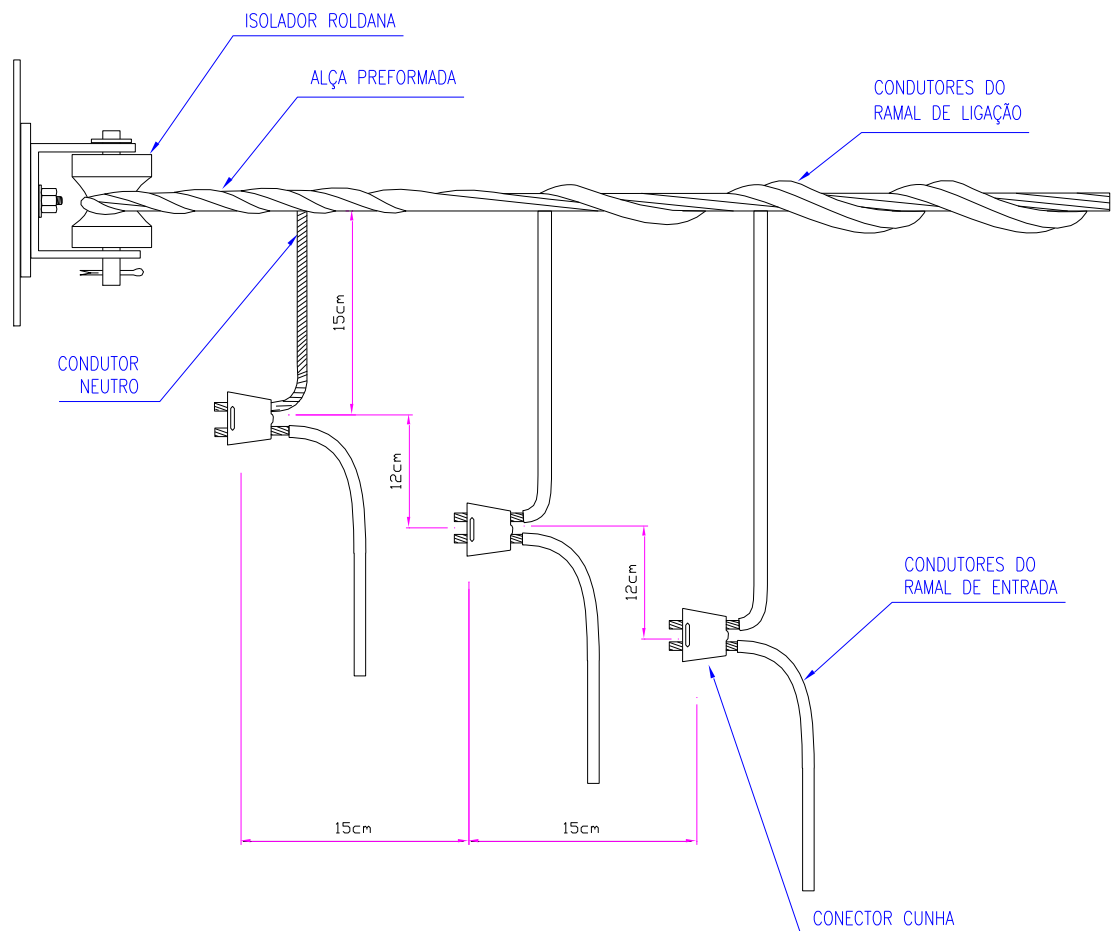 ISOLADOR ROLDANA
ALÇA PREFORMADA
CONDUTORES DO
RAMAL DE LIGAÇÃO
15cm
CONDUTOR
NEUTRO
12cm
12cm
CONDUTORES DO
RAMAL DE ENTRADA
15cm
15cm
CONECTOR CUNHA